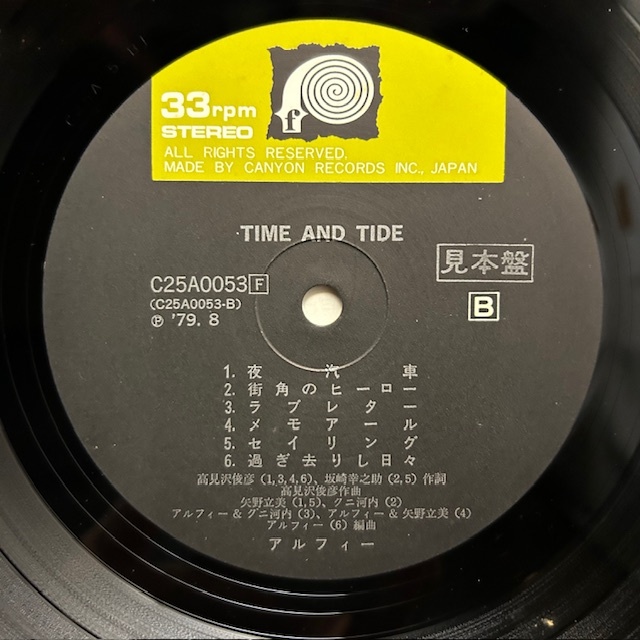 f
33rpm
STEREO
ALL RIGHTS RESERVED.
MADE BY CANYON RECORDS INC., JAPAN
TIME AND TIDE
見本盤
C25A0053 F
(C25A0053-B)
Ⓟ '79. 8
B
1. 夜汽車
2. 街角のヒーロー
3. ラブレター
4. メモアール
5. セイリング
6. 過ぎ去りし日々
高見沢俊彦 (1,3,4,6)、坂崎幸之助 (2,5) 作詞
高見沢俊彦作曲
矢野立美 (1,5)、クニ河内 (2)
アルフィー & クニ河内 (3)、アルフィー & 矢野立美 (4)
アルフィー (6) 編曲
アルフィー